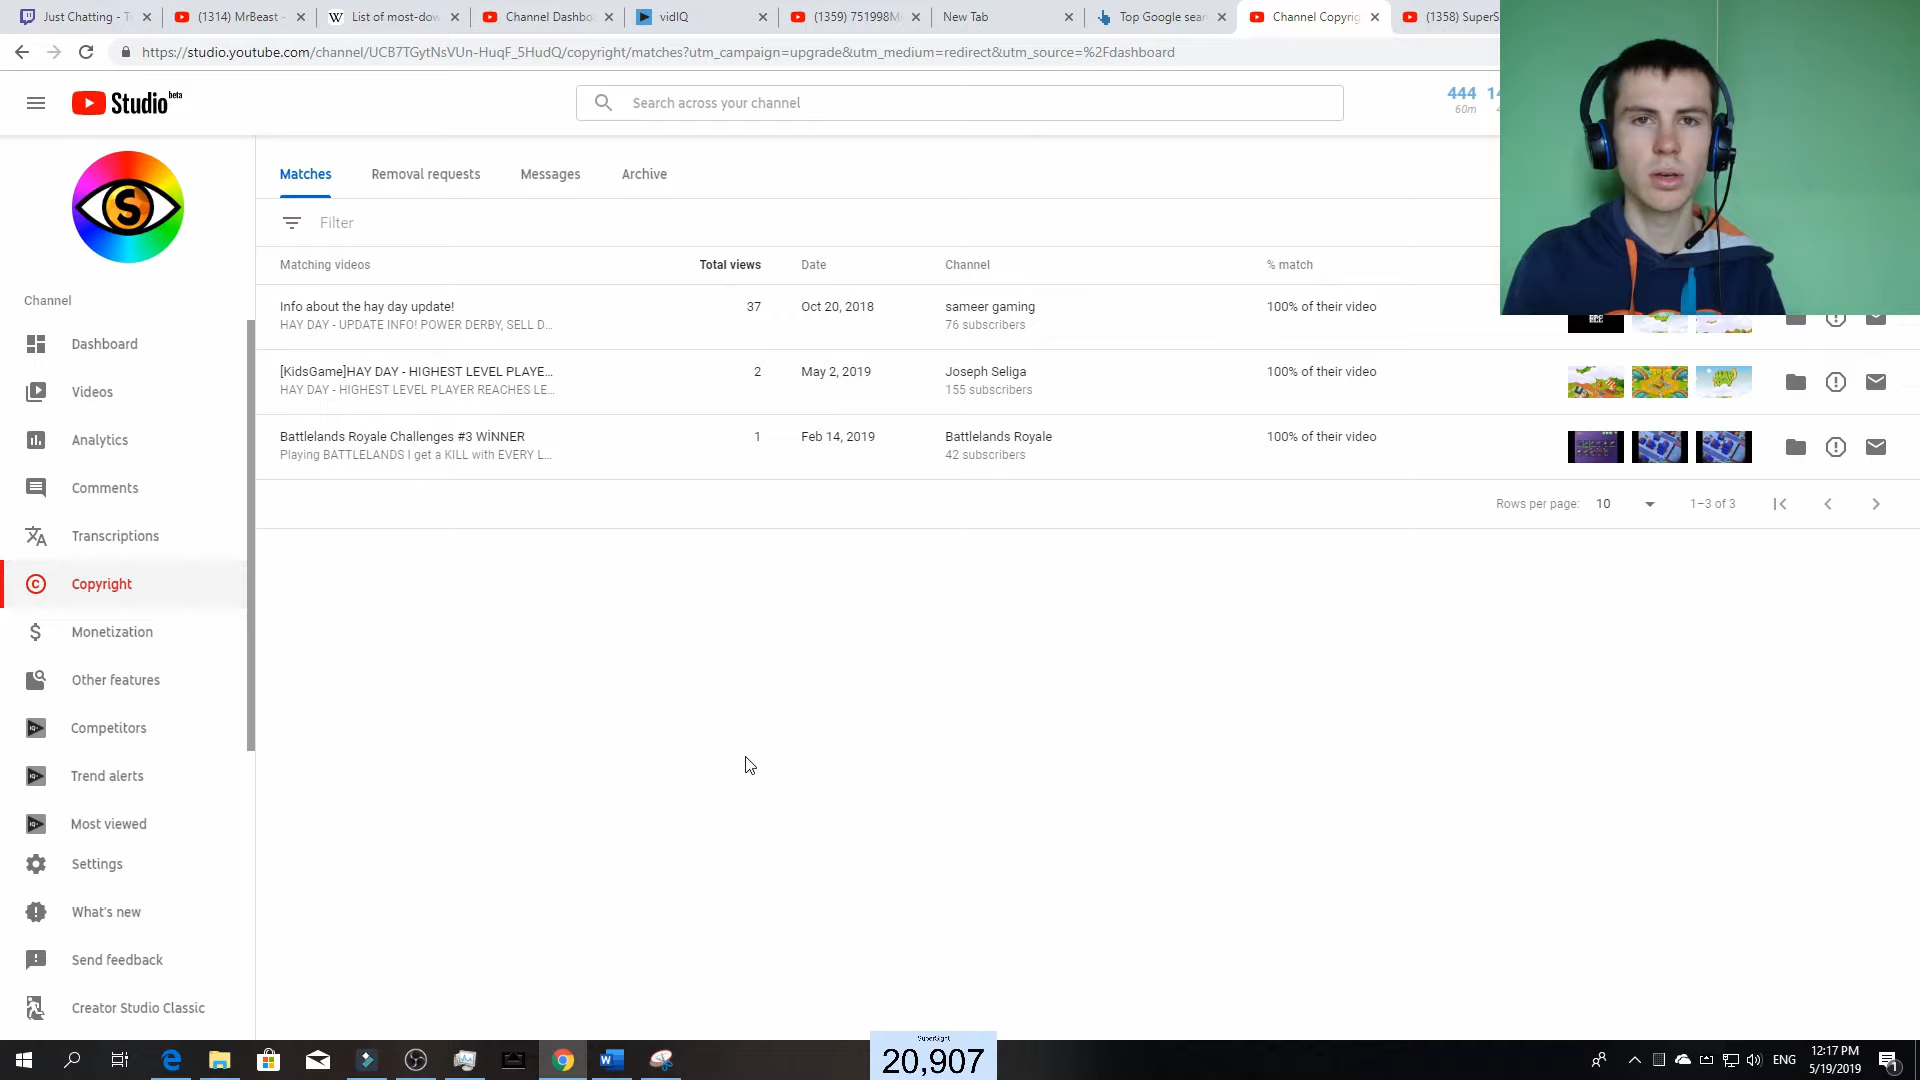 Just Chatting - T
(1314) MrBeast -
List of most-dov
Channel Dashbo
vidIQ
(1359) 751998M
New Tab
Top Google sear
Channel Copyrig
(1358) SuperS
https://studio.youtube.com/channel/UCB7TGytNsVUn-HuqF_5HudQ/copyright/matches?utm_campaign=upgrade&utm_medium=redirect&utm_source=%2Fdashboard
Studio beta
Search across your channel
444
60m
S
Matches
Removal requests
Messages
Archive
Filter
Matching videos
Total views
Date
Channel
% match
Info about the hay day update!
HAY DAY - UPDATE INFO! POWER DERBY, SELL D...
37
Oct 20, 2018
sameer gaming
76 subscribers
100% of their video
[KidsGame]HAY DAY - HIGHEST LEVEL PLAYE...
HAY DAY - HIGHEST LEVEL PLAYER REACHES LE...
2
May 2, 2019
Joseph Seliga
155 subscribers
100% of their video
Battlelands Royale Challenges #3 WİNNER
Playing BATTLELANDS I get a KILL with EVERY L...
1
Feb 14, 2019
Battlelands Royale
42 subscribers
100% of their video
Rows per page: 10
1–3 of 3
Channel
Dashboard
Videos
Analytics
Comments
Transcriptions
Copyright
Monetization
Other features
Competitors
Trend alerts
Most viewed
Settings
What's new
Send feedback
Creator Studio Classic
SuperSight
20,907
ENG
12:17 PM
5/19/2019
1